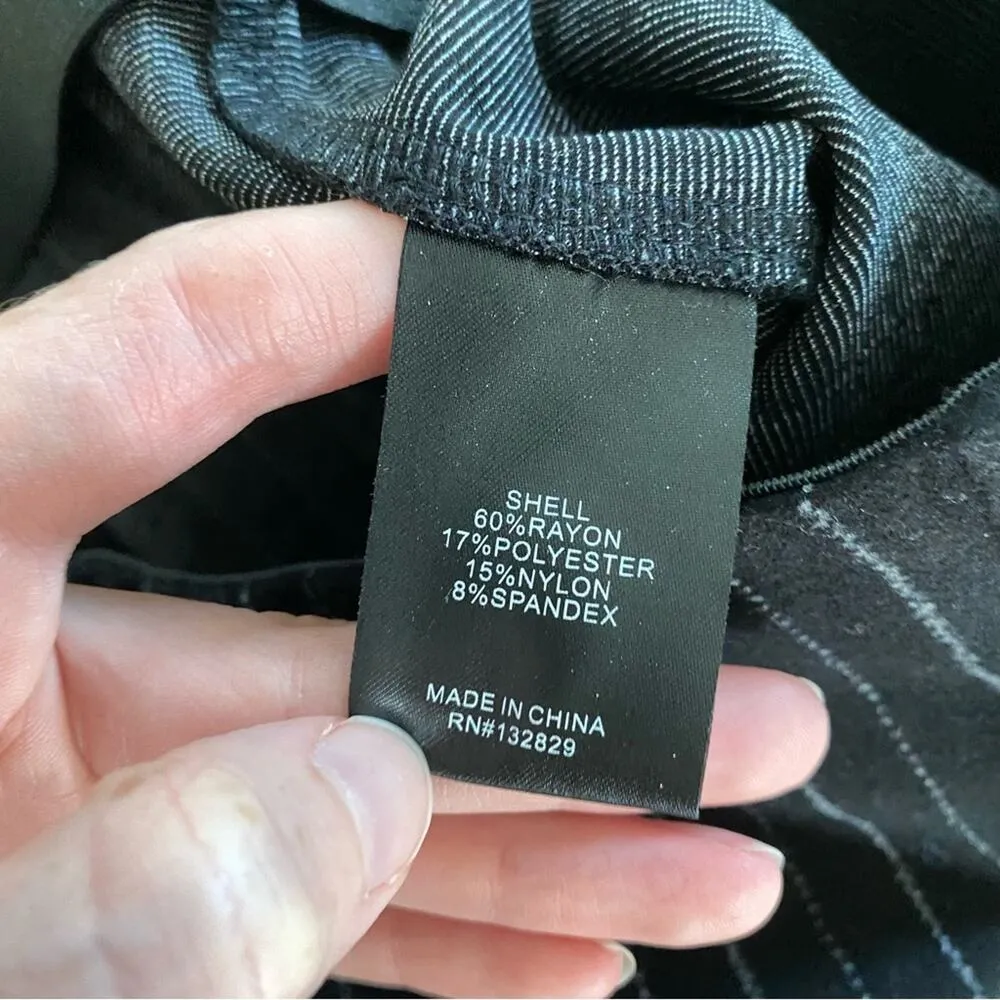 SHELL
60%RAYON
17%POLYESTER
15%NYLON
8%SPANDEX
MADE IN CHINA
RN#132829